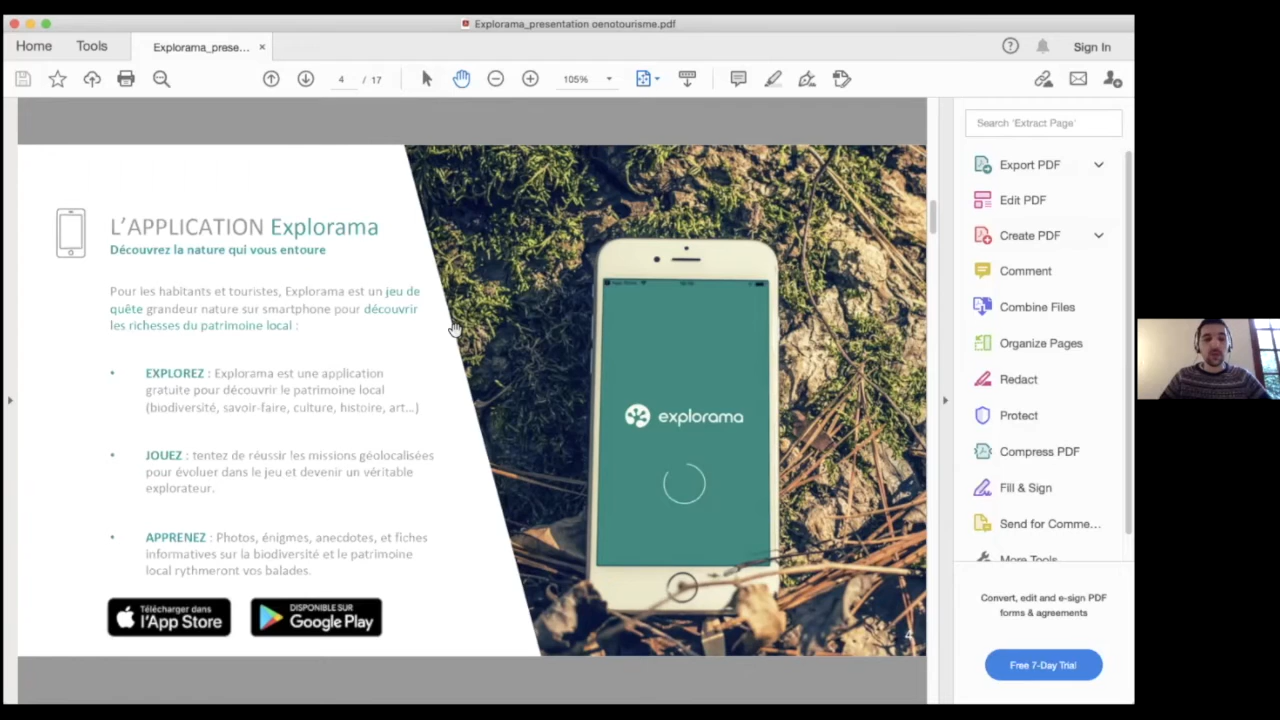 Explorama_presentation oenotourisme.pdf
Home
Tools
Explorama_prese... ×
Sign In
4 / 17
105%
Search 'Extract Page'
Export PDF
Edit PDF
Create PDF
Comment
Combine Files
Organize Pages
Redact
Protect
Compress PDF
Fill & Sign
Send for Comme...
More Tools
Convert, edit and e-sign PDF
forms & agreements
Free 7-Day Trial
L'APPLICATION Explorama
Découvrez la nature qui vous entoure
Pour les habitants et touristes, Explorama est un jeu de
quête grandeur nature sur smartphone pour découvrir
les richesses du patrimoine local :
• EXPLOREZ : Explorama est une application
gratuite pour découvrir le patrimoine local
(biodiversité, savoir-faire, culture, histoire, art...)
• JOUEZ : tentez de réussir les missions géolocalisées
pour évoluer dans le jeu et devenir un véritable
explorateur.
• APPRENEZ : Photos, énigmes, anecdotes, et fiches
informatives sur la biodiversité et le patrimoine
local rythmeront vos balades.
Télécharger dans
l'App Store
DISPONIBLE SUR
Google Play
explorama
4